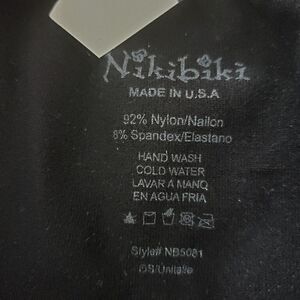 Nikibiki
MADE IN U.S.A
92% Nylon/Nailon
8% Spandex/Elastano
HAND WASH
COLD WATER
LAVAR A MANO
EN AGUA FRIA
Style# NB5081
OS/Unitalle